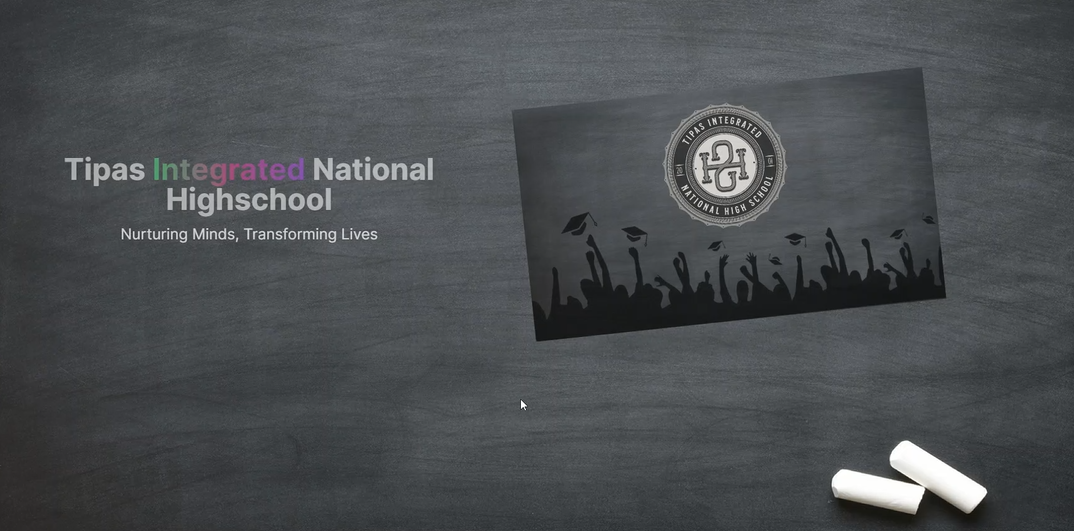 Tipas Integrated National
Highschool
Nurturing Minds, Transforming Lives
TIPAS INTEGRATED
NATIONAL HIGH SCHOOL